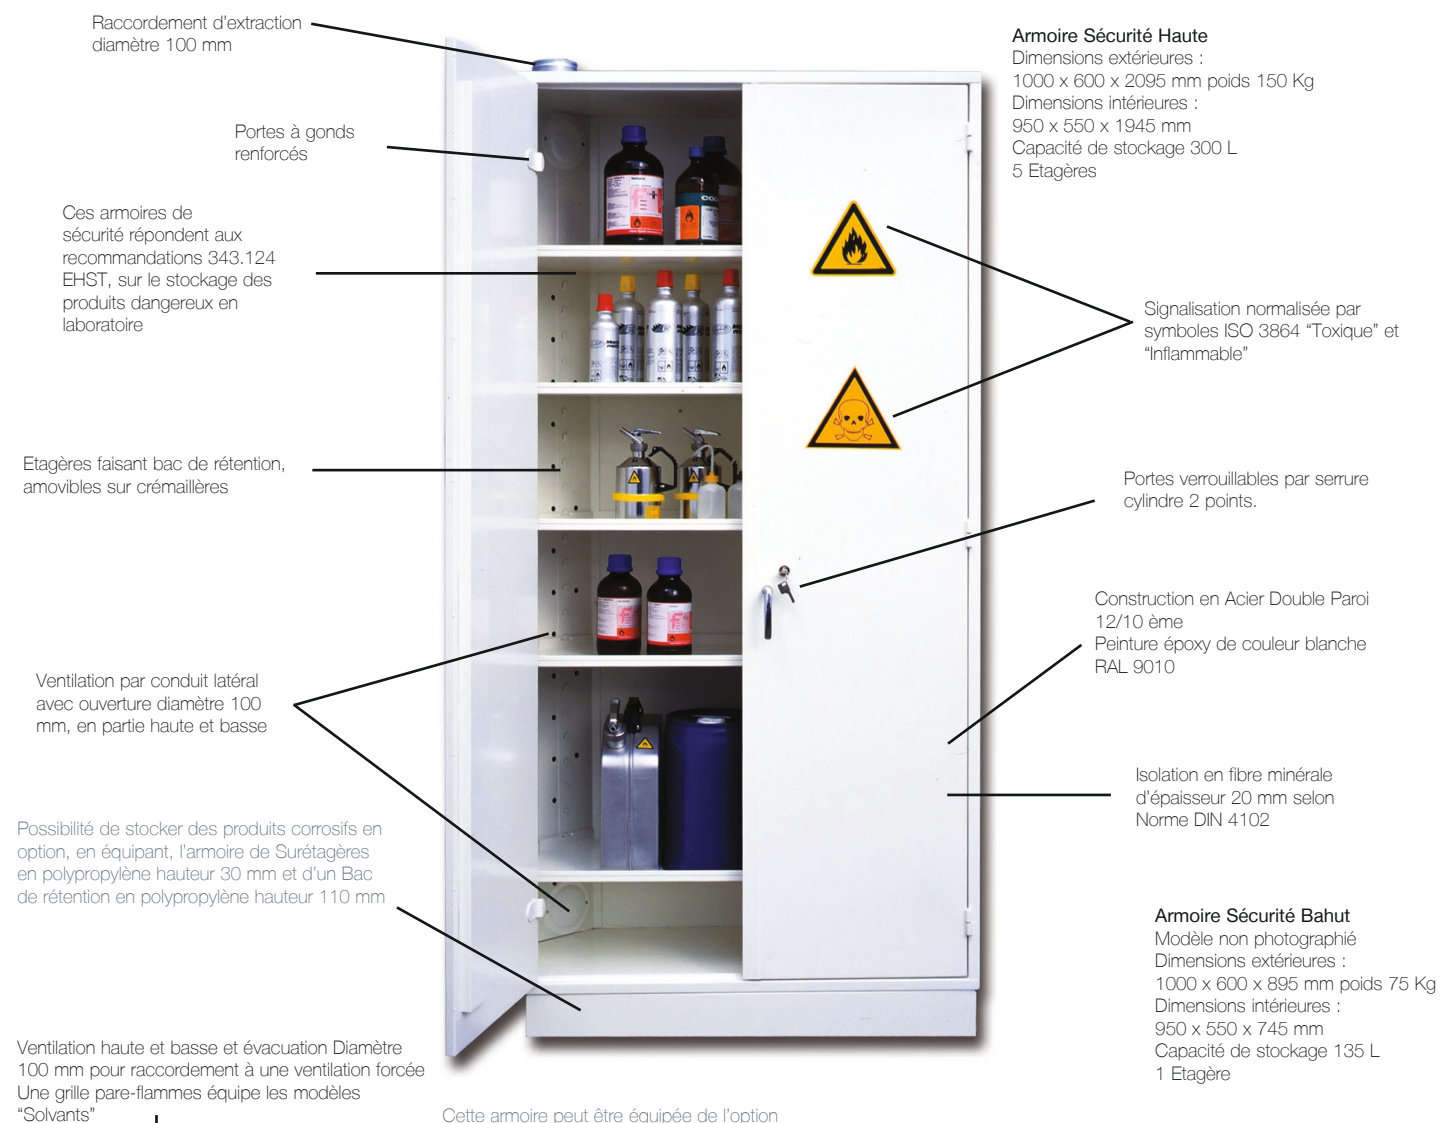 Raccordement d'extraction
diamètre 100 mm
Portes à gonds
renforcés
Ces armoires de
sécurité répondent aux
recommandations 343.124
EHST, sur le stockage des
produits dangereux en
laboratoire
Etagères faisant bac de rétention,
amovibles sur crémaillères
Ventilation par conduit latéral
avec ouverture diamètre 100
mm, en partie haute et basse
Possibilité de stocker des produits corrosifs en
option, en équipant, l'armoire de Surétagères
en polypropylène hauteur 30 mm et d'un Bac
de rétention en polypropylène hauteur 110 mm
Ventilation haute et basse et évacuation Diamètre
100 mm pour raccordement à une ventilation forcée
Une grille pare-flammes équipe les modèles
“Solvants”
Cette armoire peut être équipée de l'option
Armoire Sécurité Haute
Dimensions extérieures :
1000 x 600 x 2095 mm poids 150 Kg
Dimensions intérieures :
950 x 550 x 1945 mm
Capacité de stockage 300 L
5 Etagères
Signalisation normalisée par
symboles ISO 3864 “Toxique” et
“Inflammable”
Portes verrouillables par serrure
cylindre 2 points.
Construction en Acier Double Paroi
12/10 ème
Peinture époxy de couleur blanche
RAL 9010
Isolation en fibre minérale
d'épaisseur 20 mm selon
Norme DIN 4102
Armoire Sécurité Bahut
Modèle non photographié
Dimensions extérieures :
1000 x 600 x 895 mm poids 75 Kg
Dimensions intérieures :
950 x 550 x 745 mm
Capacité de stockage 135 L
1 Etagère